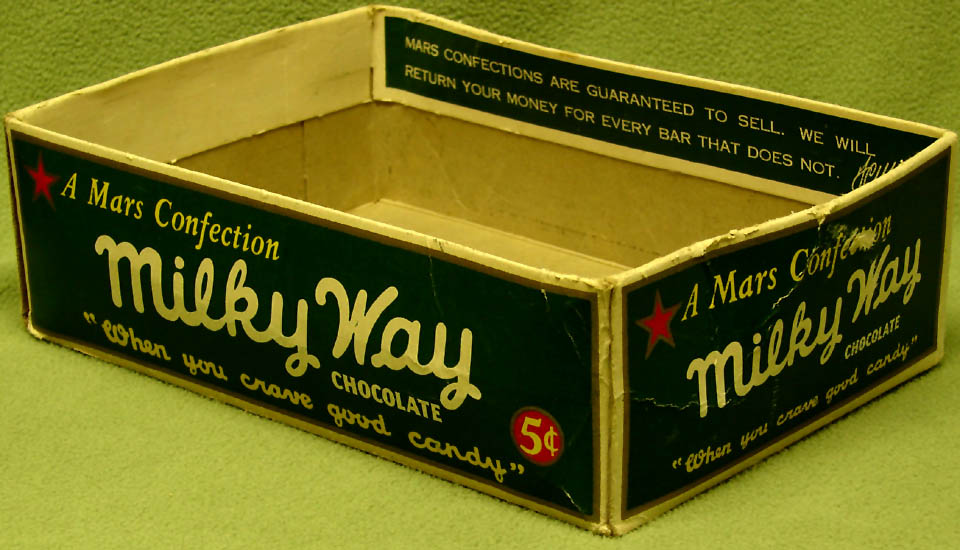 MARS CONFECTIONS ARE GUARANTEED TO SELL. WE WILL
RETURN YOUR MONEY FOR EVERY BAR THAT DOES NOT.
A Mars Confection
Milky Way
CHOCOLATE
"When you crave good candy"
5¢
A Mars Confection
Milky Way
CHOCOLATE
"When you crave good candy"